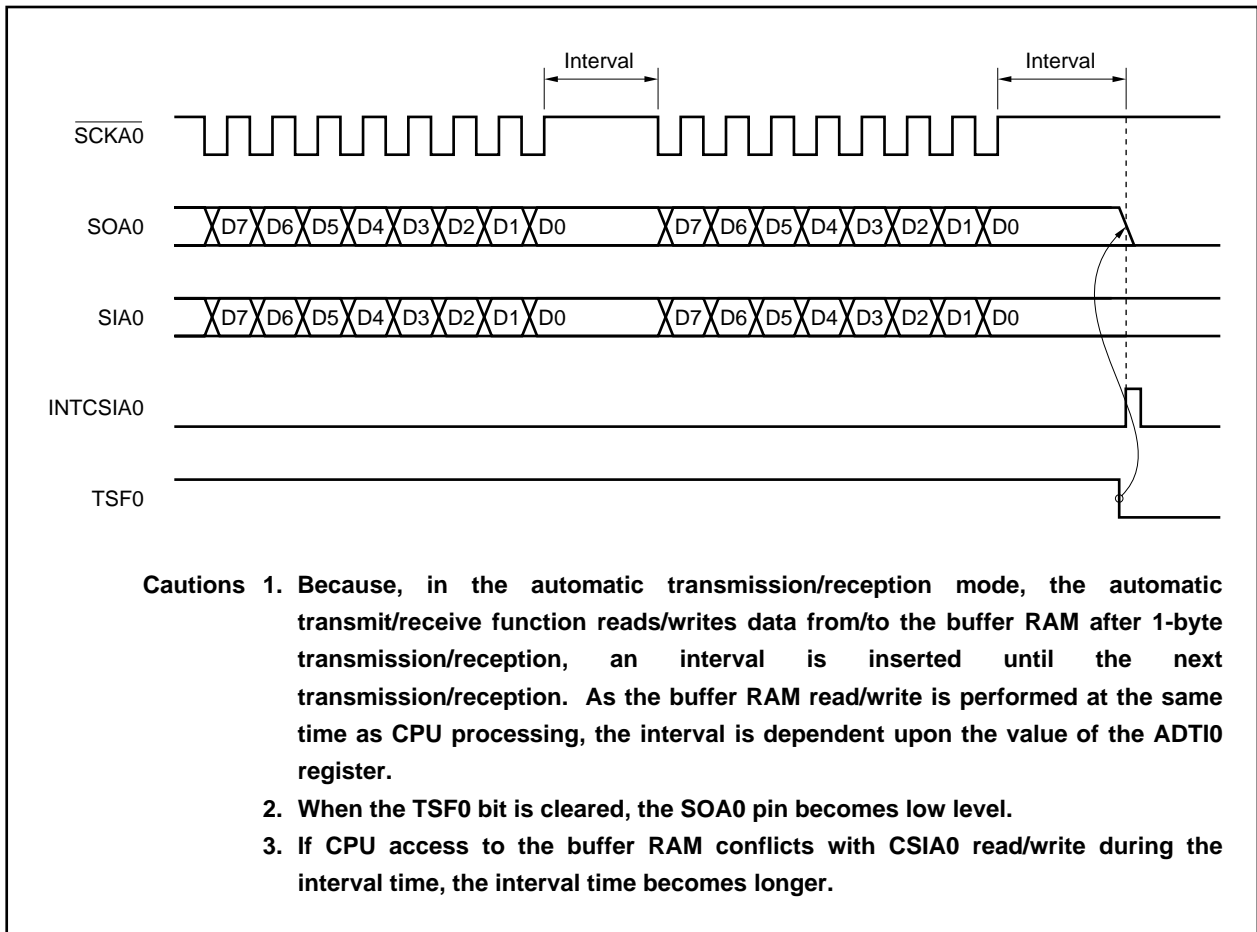 Interval Interval
SCKA0
SOA0 D7 D6 D5 D4 D3 D2 D1 D0 D7 D6 D5 D4 D3 D2 D1 D0
SIA0 D7 D6 D5 D4 D3 D2 D1 D0 D7 D6 D5 D4 D3 D2 D1 D0
INTCSIA0
TSF0
Cautions 1. Because, in the automatic transmission/reception mode, the automatic
transmit/receive function reads/writes data from/to the buffer RAM after 1-byte
transmission/reception, an interval is inserted until the next
transmission/reception. As the buffer RAM read/write is performed at the same
time as CPU processing, the interval is dependent upon the value of the ADTI0
register.
2. When the TSF0 bit is cleared, the SOA0 pin becomes low level.
3. If CPU access to the buffer RAM conflicts with CSIA0 read/write during the
interval time, the interval time becomes longer.